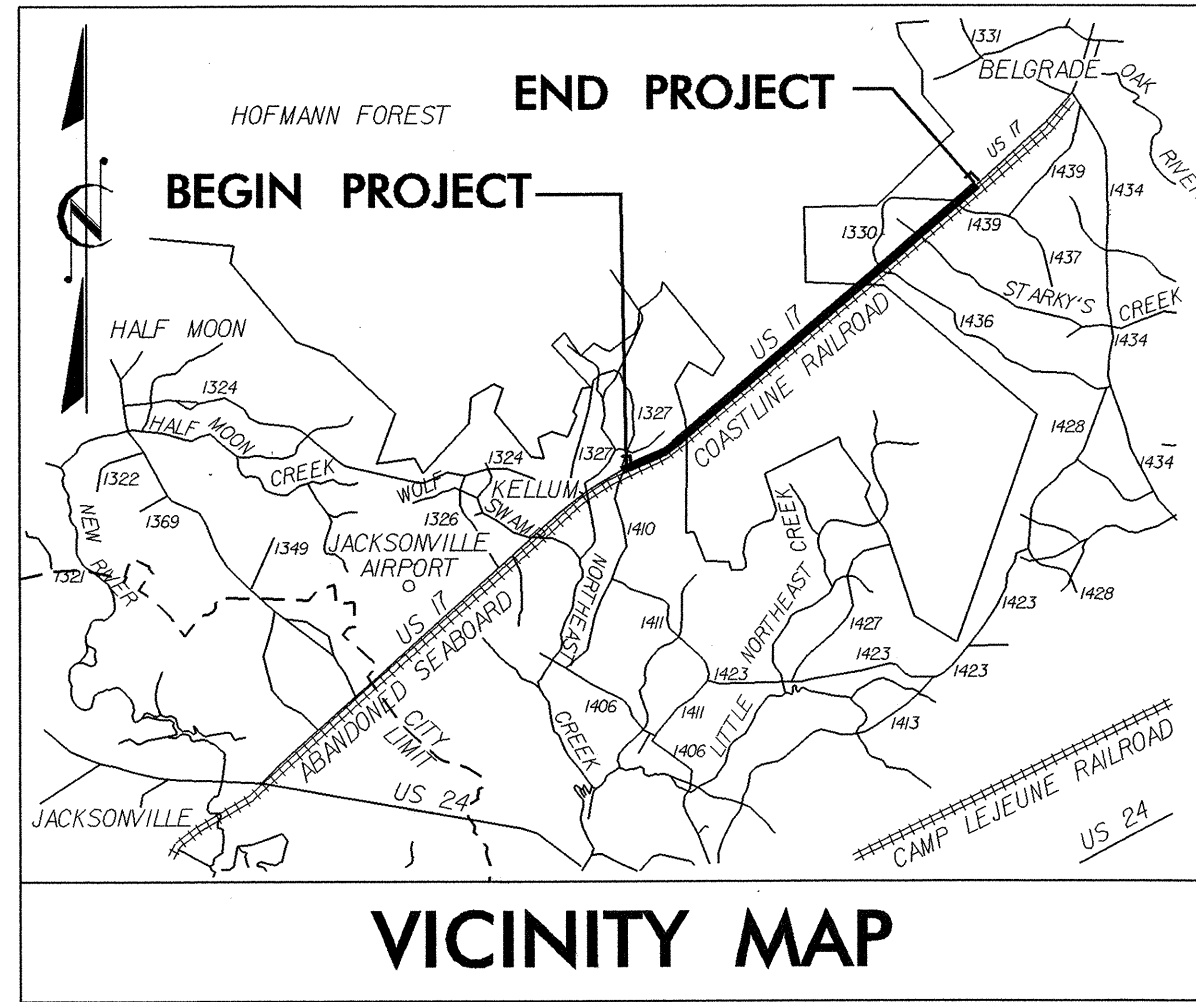 1331
BELGRADE
OAK
RIVER
END PROJECT
HOFMANN FOREST
US 17
BEGIN PROJECT
1439
1434
N
1330
1439
1437
STARKY'S CREEK
HALF MOON
US 17
COASTLINE RAILROAD
1436
1434
1324
1327
HALF MOON
CREEK
1327
1428
1324
1434
1322
WOLF
SWAMP
KELLUM
NEW
RIVER
1369
1326
1410
1349
JACKSONVILLE
AIRPORT
NORTHEAST
CREEK
LITTLE NORTHEAST CREEK
1321
1423
1428
US 17
ABANDONED SEABOARD
1411
1427
1423
1423
1423
1406
1411
1413
1406
CITY
LIMIT
US 24
JACKSONVILLE
CAMP LEJEUNE RAILROAD
US 24
VICINITY MAP